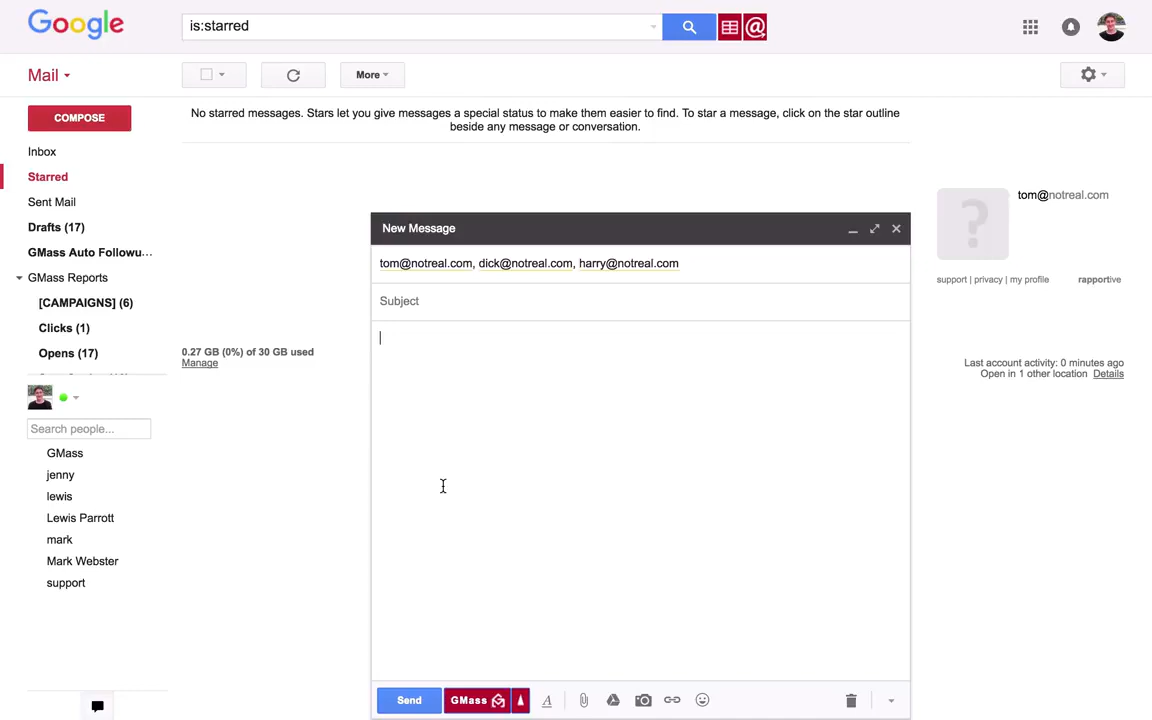 Google
is:starred
Mail
More
No starred messages. Stars let you give messages a special status to make them easier to find. To star a message, click on the star outline
beside any message or conversation.
COMPOSE
Inbox
Starred
Sent Mail
Drafts (17)
GMass Auto Followu...
GMass Reports
[CAMPAIGNS] (6)
Clicks (1)
Opens (17)
Search people...
GMass
jenny
lewis
Lewis Parrott
mark
Mark Webster
support
0.27 GB (0%) of 30 GB used
Manage
New Message
tom@notreal.com, dick@notreal.com, harry@notreal.com
Subject
Send
GMass
A
?
tom@notreal.com
support | privacy | my profile
rapportive
Last account activity: 0 minutes ago
Open in 1 other location Details